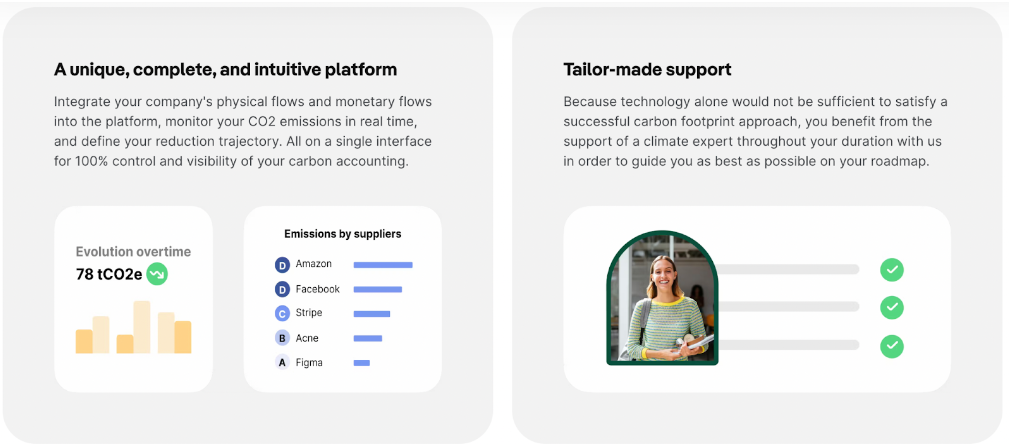 A unique, complete, and intuitive platform
Integrate your company's physical flows and monetary flows
into the platform, monitor your CO2 emissions in real time,
and define your reduction trajectory. All on a single interface
for 100% control and visibility of your carbon accounting.
Evolution overtime
78 tCO2e
Emissions by suppliers
D Amazon
D Facebook
C Stripe
B Acne
A Figma
Tailor-made support
Because technology alone would not be sufficient to satisfy a
successful carbon footprint approach, you benefit from the
support of a climate expert throughout your duration with us
in order to guide you as best as possible on your roadmap.